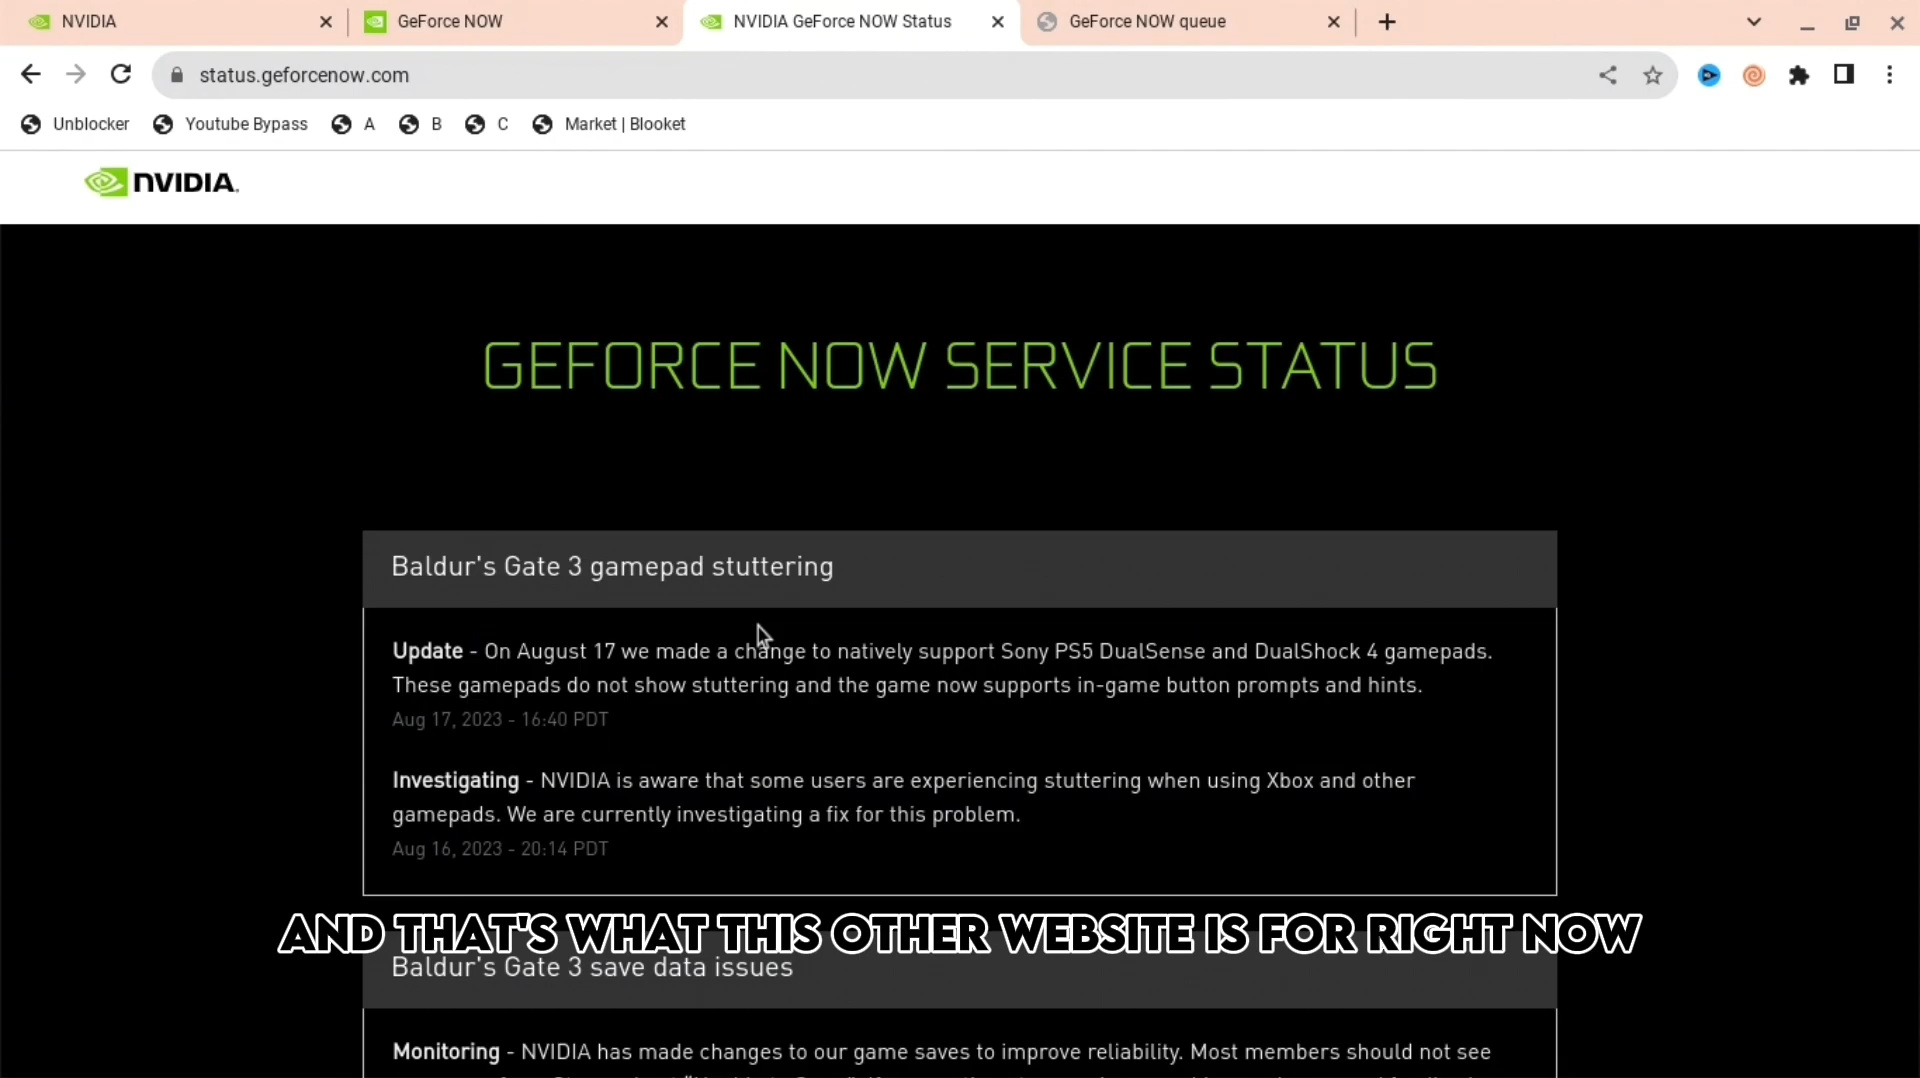 NVIDIA
GeForce NOW
NVIDIA GeForce NOW Status
GeForce NOW queue
status.geforcenow.com
Unblocker
Youtube Bypass
A
B
C
Market | Blooket
NVIDIA.
GEFORCE NOW SERVICE STATUS
Baldur's Gate 3 gamepad stuttering
Update - On August 17 we made a change to natively support Sony PS5 DualSense and DualShock 4 gamepads.
These gamepads do not show stuttering and the game now supports in-game button prompts and hints.
Aug 17, 2023 - 16:40 PDT
Investigating - NVIDIA is aware that some users are experiencing stuttering when using Xbox and other
gamepads. We are currently investigating a fix for this problem.
Aug 16, 2023 - 20:14 PDT
AND THAT'S WHAT THIS OTHER WEBSITE IS FOR RIGHT NOW
Baldur's Gate 3 save data issues
Monitoring - NVIDIA has made changes to our game saves to improve reliability. Most members should not see